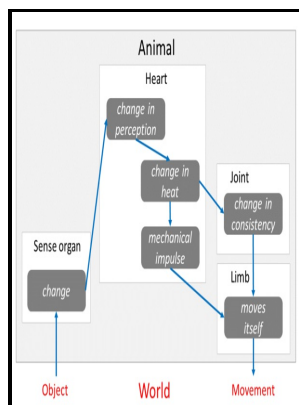 Animal
Heart
change in
perception
change in
heat
mechanical
impulse
Joint
change in
consistency
Sense organ
change
Limb
moves
itself
Object
World
Movement